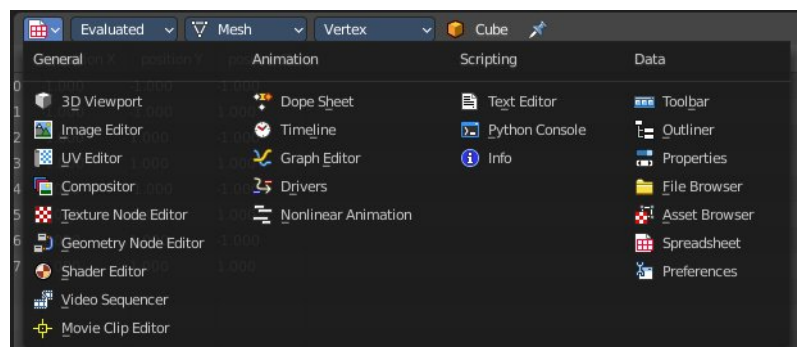 Evaluated Mesh Vertex Cube
General Animation Scripting Data
3D Viewport Dope Sheet Text Editor Toolbar
Image Editor Timeline Python Console Outliner
UV Editor Graph Editor Info Properties
Compositor Drivers File Browser
Texture Node Editor Nonlinear Animation Asset Browser
Geometry Node Editor Spreadsheet
Shader Editor Preferences
Video Sequencer
Movie Clip Editor